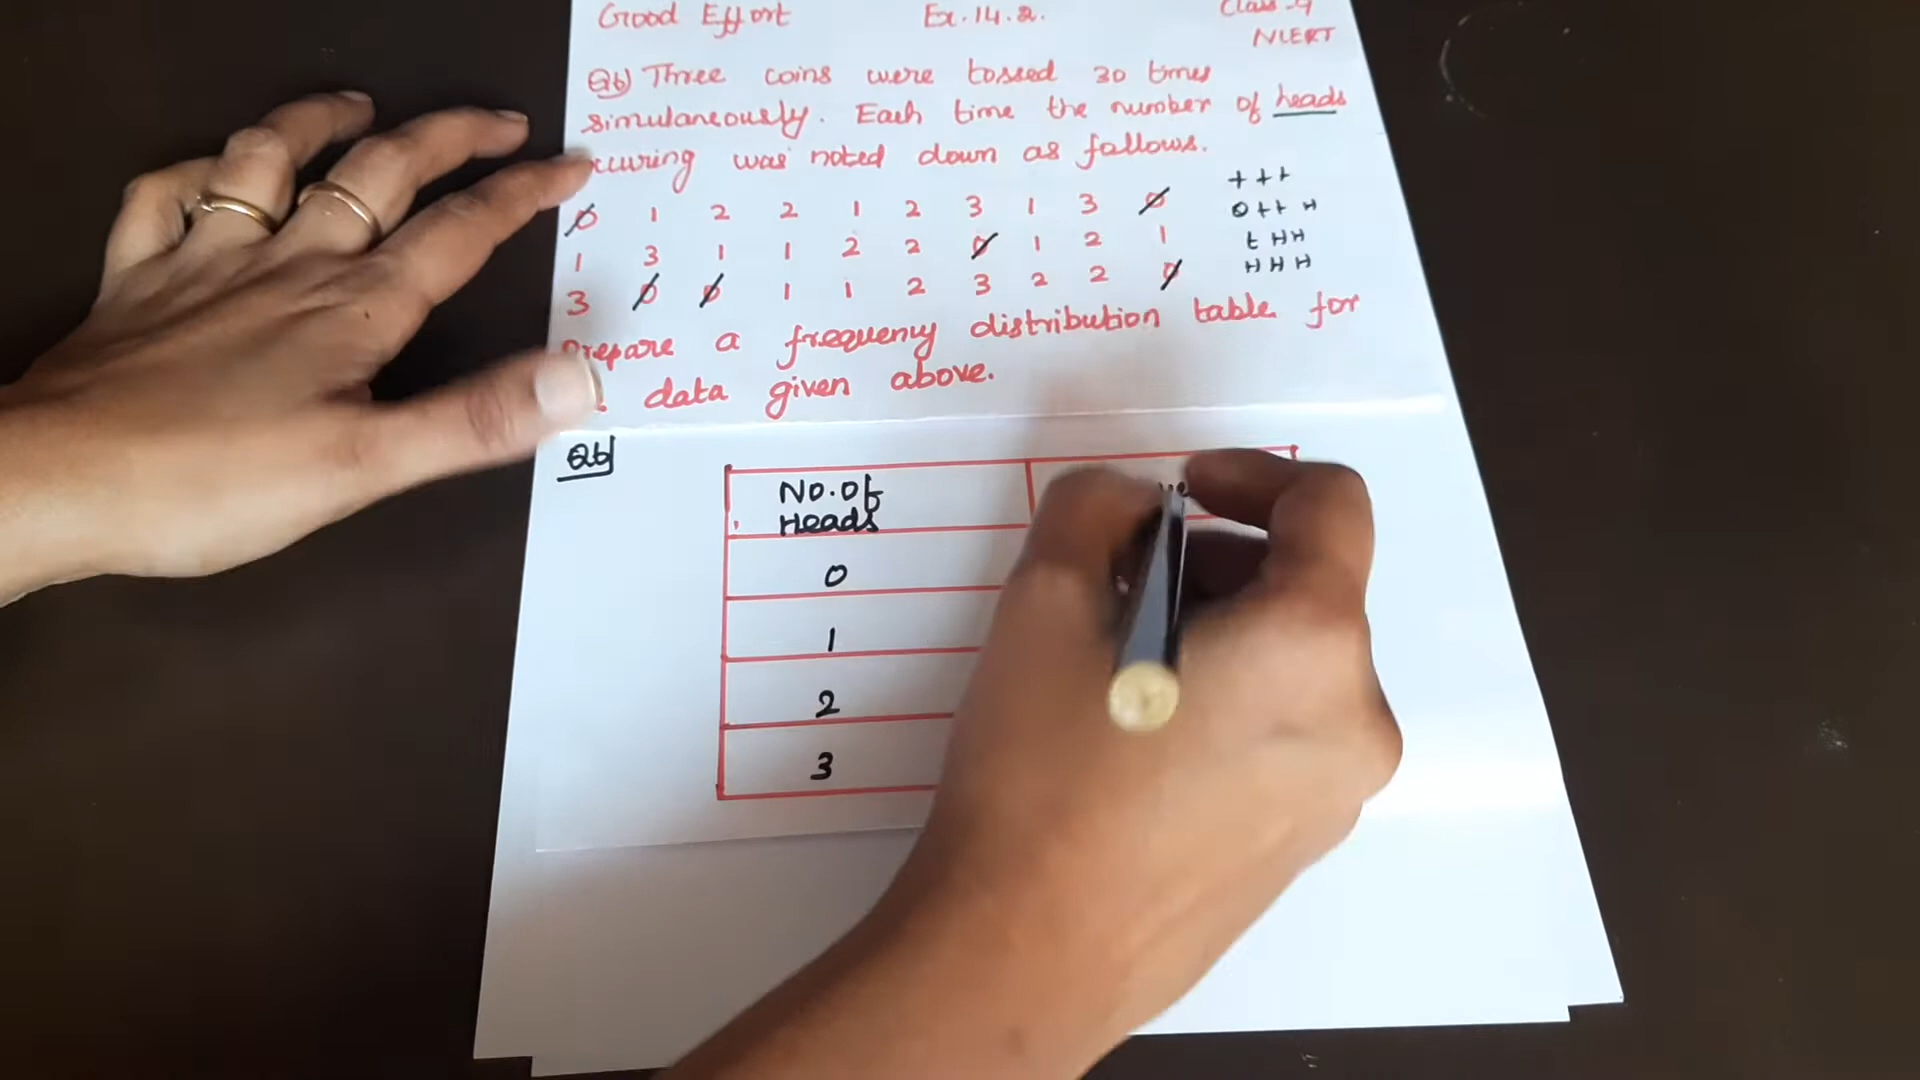 Good Effort Ex.14.2. Class-9
NCERT
Q6) Three coins were tossed 30 times
simulaneously. Each time the number of heads
ccuring was noted down as follows.
0 1 2 2 1 2 3 1 3 0
1 3 1 1 2 2 0 1 2 1
3 0 0 1 1 2 3 2 2 0
t t t
0 t t H
t H H
H H H
Prepare a frequency distribution table for
data given above.
Q6)
No. Of
Heads
0
1
2
3